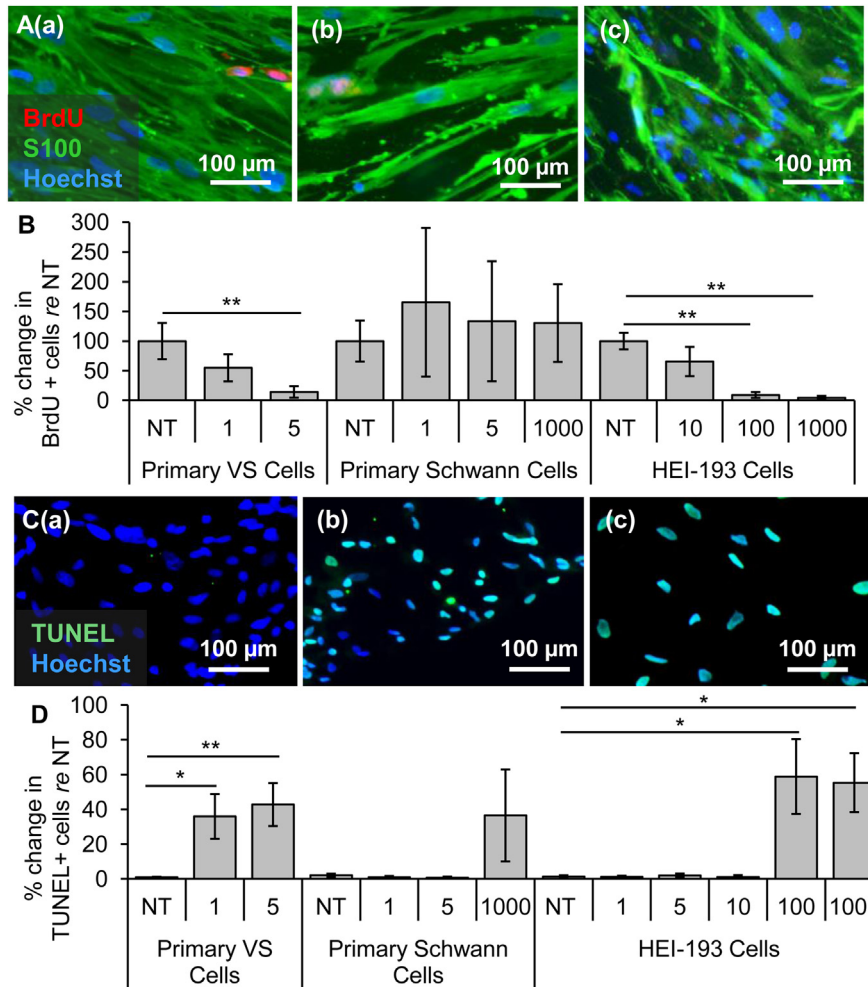 A(a) (b) (c)
BrdU
S100
Hoechst
100 µm 100 µm 100 µm
B
% change in
BrdU + cells re NT
300
250
200
150
100
50
0
** ** **
NT 1 5 NT 1 5 1000 NT 10 100 1000
Primary VS Cells Primary Schwann Cells HEI-193 Cells
C(a) (b) (c)
TUNEL
Hoechst
100 µm 100 µm 100 µm
D
% change in
TUNEL+ cells re NT
100
80
60
40
20
0
* ** * *
NT 1 5 NT 1 5 1000 NT 1 5 10 100 100
Primary VS Primary Schwann HEI-193 Cells
Cells Cells